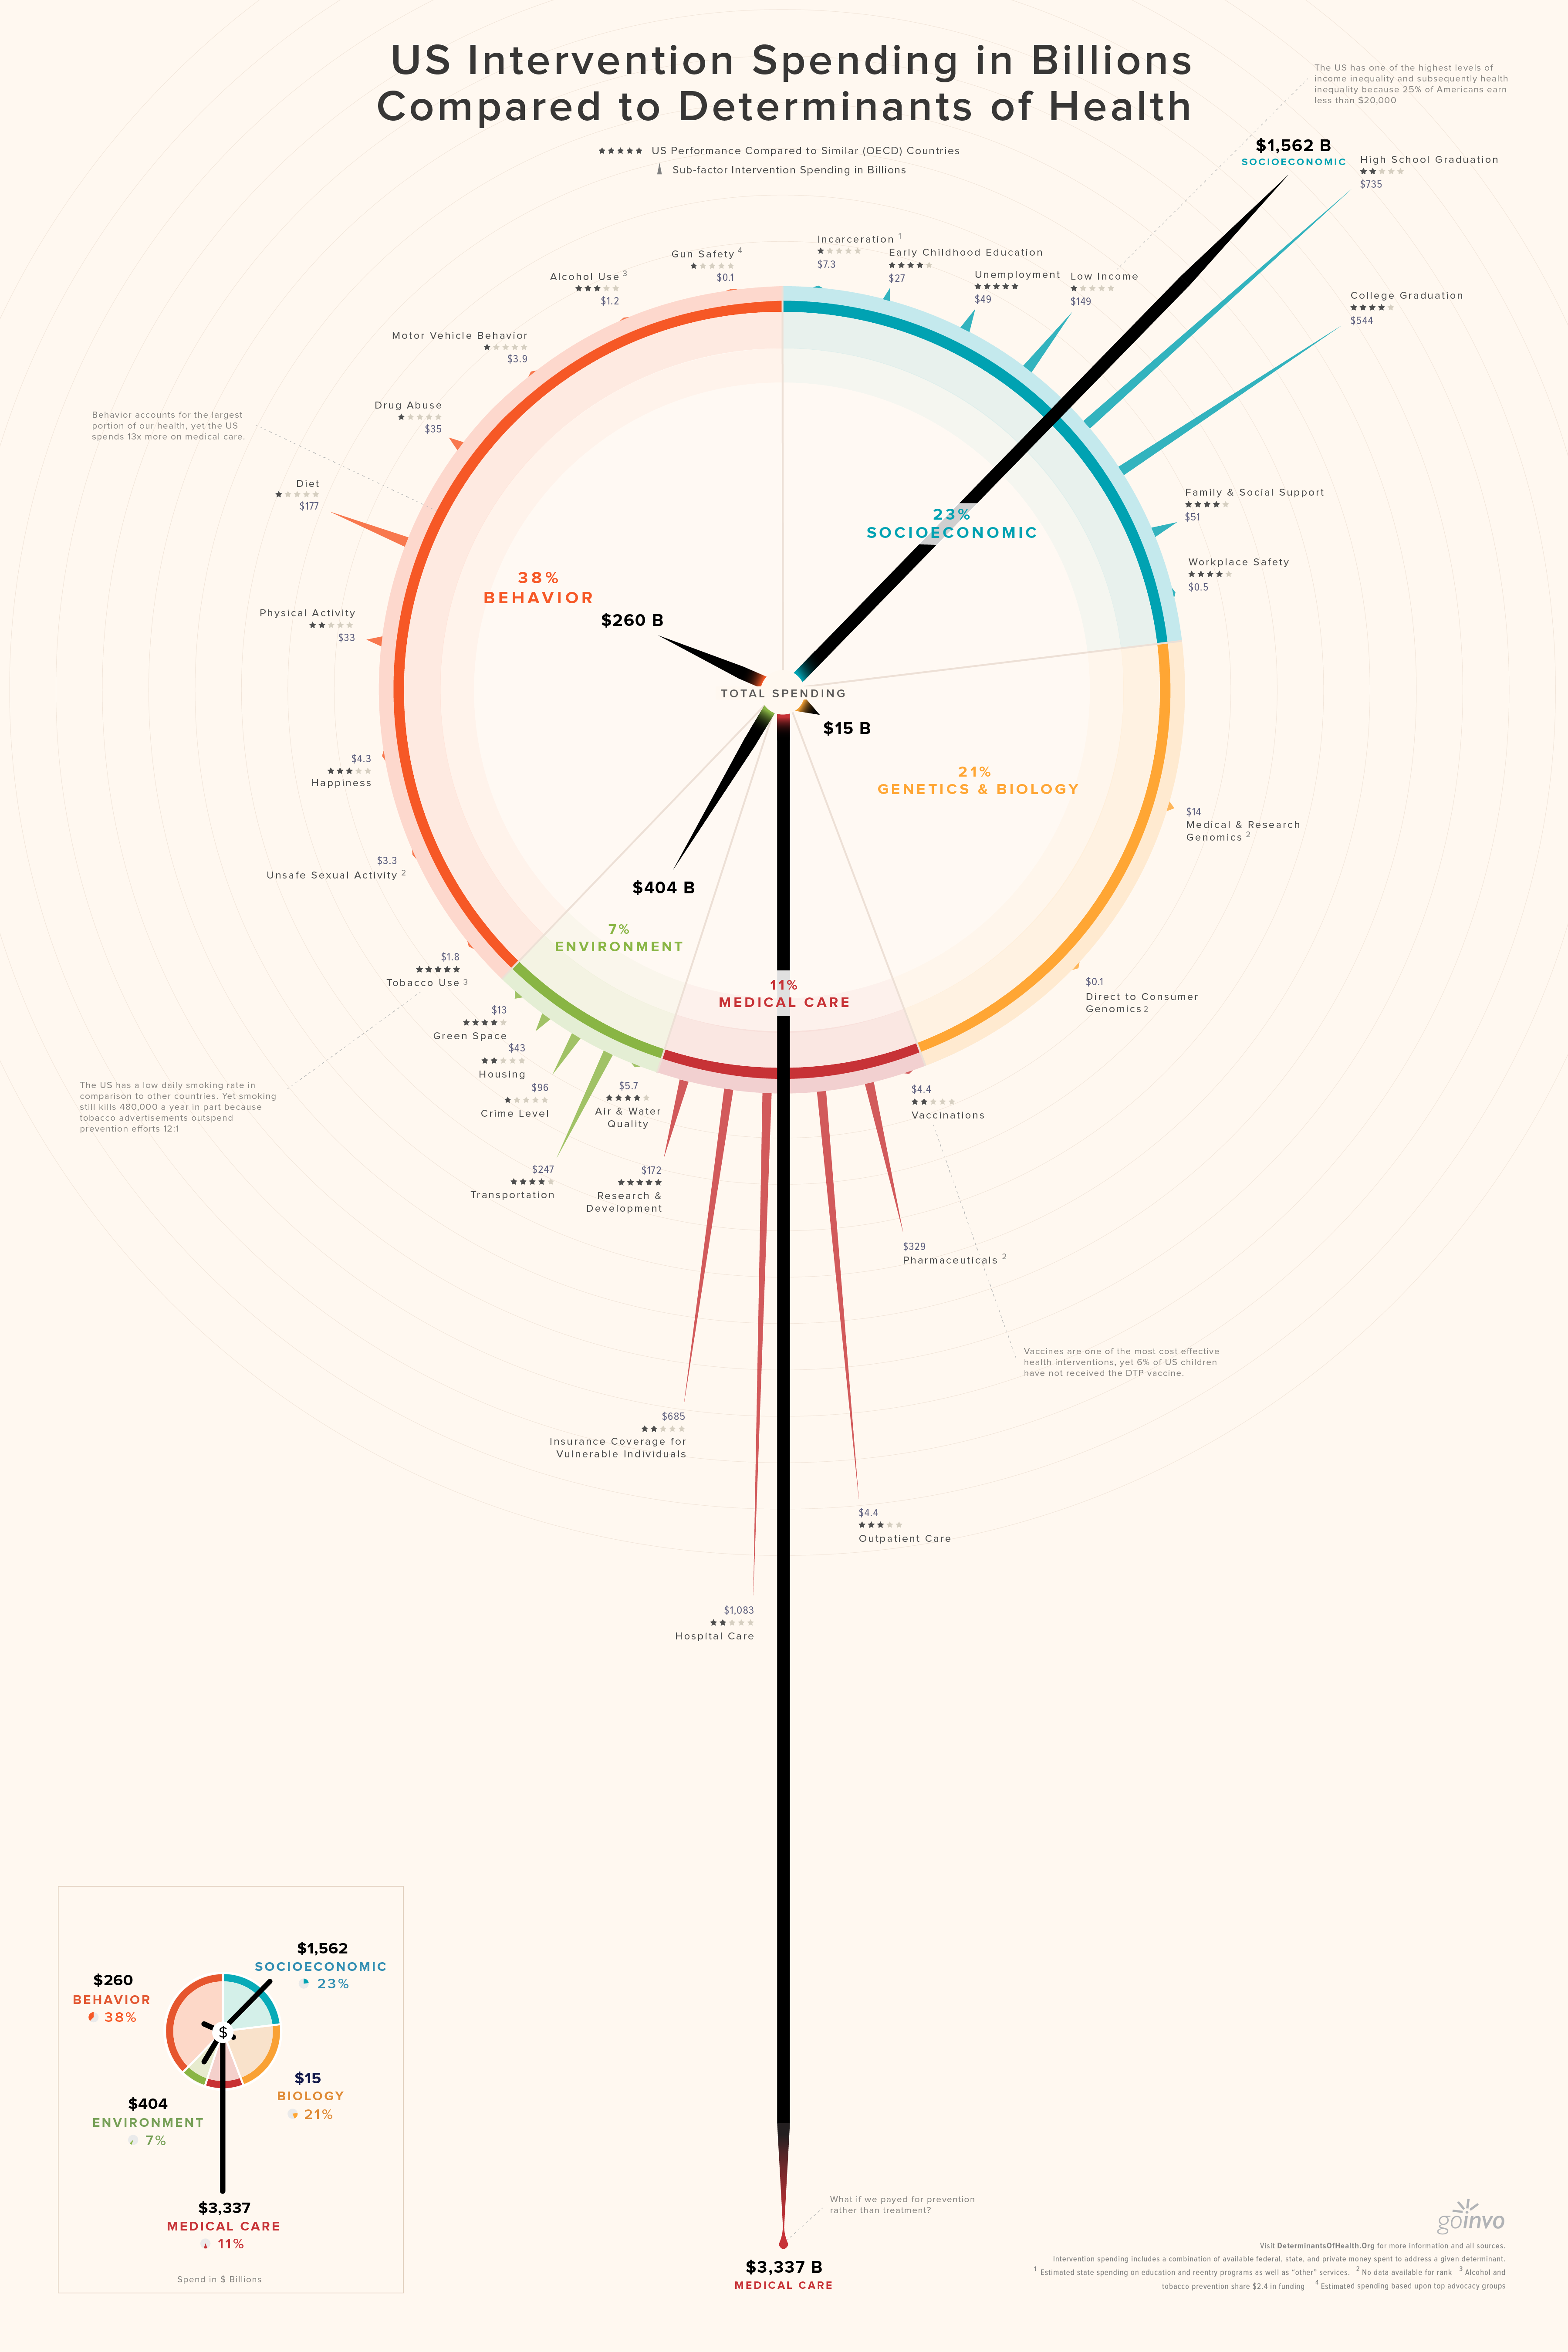 US Intervention Spending in Billions
Compared to Determinants of Health
US Performance Compared to Similar (OECD) Countries
Sub-factor Intervention Spending in Billions
The US has one of the highest levels of
income inequality and subsequently health
inequality because 25% of Americans earn
less than $20,000
$1,562 B
SOCIOECONOMIC
High School Graduation
$735
College Graduation
$544
Incarceration 1
$7.3
Early Childhood Education
$27
Unemployment
$49
Low Income
$149
Family & Social Support
$51
Workplace Safety
$0.5
Gun Safety 4
$0.1
Alcohol Use 3
$1.2
Motor Vehicle Behavior
$3.9
Drug Abuse
$35
Behavior accounts for the largest
portion of our health, yet the US
spends 13x more on medical care.
Diet
$177
Physical Activity
$33
$4.3
Happiness
$3.3
Unsafe Sexual Activity 2
$1.8
Tobacco Use 3
23%
SOCIOECONOMIC
38%
BEHAVIOR
$260 B
TOTAL SPENDING
$15 B
21%
GENETICS & BIOLOGY
$404 B
7%
ENVIRONMENT
11%
MEDICAL CARE
$14
Medical & Research
Genomics 2
$0.1
Direct to Consumer
Genomics 2
$13
Green Space
$43
Housing
$96
Crime Level
$5.7
Air & Water
Quality
$247
Transportation
$172
Research &
Development
The US has a low daily smoking rate in
comparison to other countries. Yet smoking
still kills 480,000 a year in part because
tobacco advertisements outspend
prevention efforts 12:1
$4.4
Vaccinations
$329
Pharmaceuticals 2
Vaccines are one of the most cost effective
health interventions, yet 6% of US children
have not received the DTP vaccine.
$685
Insurance Coverage for
Vulnerable Individuals
$4.4
Outpatient Care
$1,083
Hospital Care
$1,562
SOCIOECONOMIC
23%
$260
BEHAVIOR
38%
$
$15
BIOLOGY
21%
$404
ENVIRONMENT
7%
$3,337
MEDICAL CARE
11%
Spend in $ Billions
What if we payed for prevention
rather than treatment?
$3,337 B
MEDICAL CARE
goinvo
Visit DeterminantsOfHealth.Org for more information and all sources.
Intervention spending includes a combination of available federal, state, and private money spent to address a given determinant.
1 Estimated state spending on education and reentry programs as well as "other" services. 2 No data available for rank 3 Alcohol and
tobacco prevention share $2.4 in funding 4 Estimated spending based upon top advocacy groups